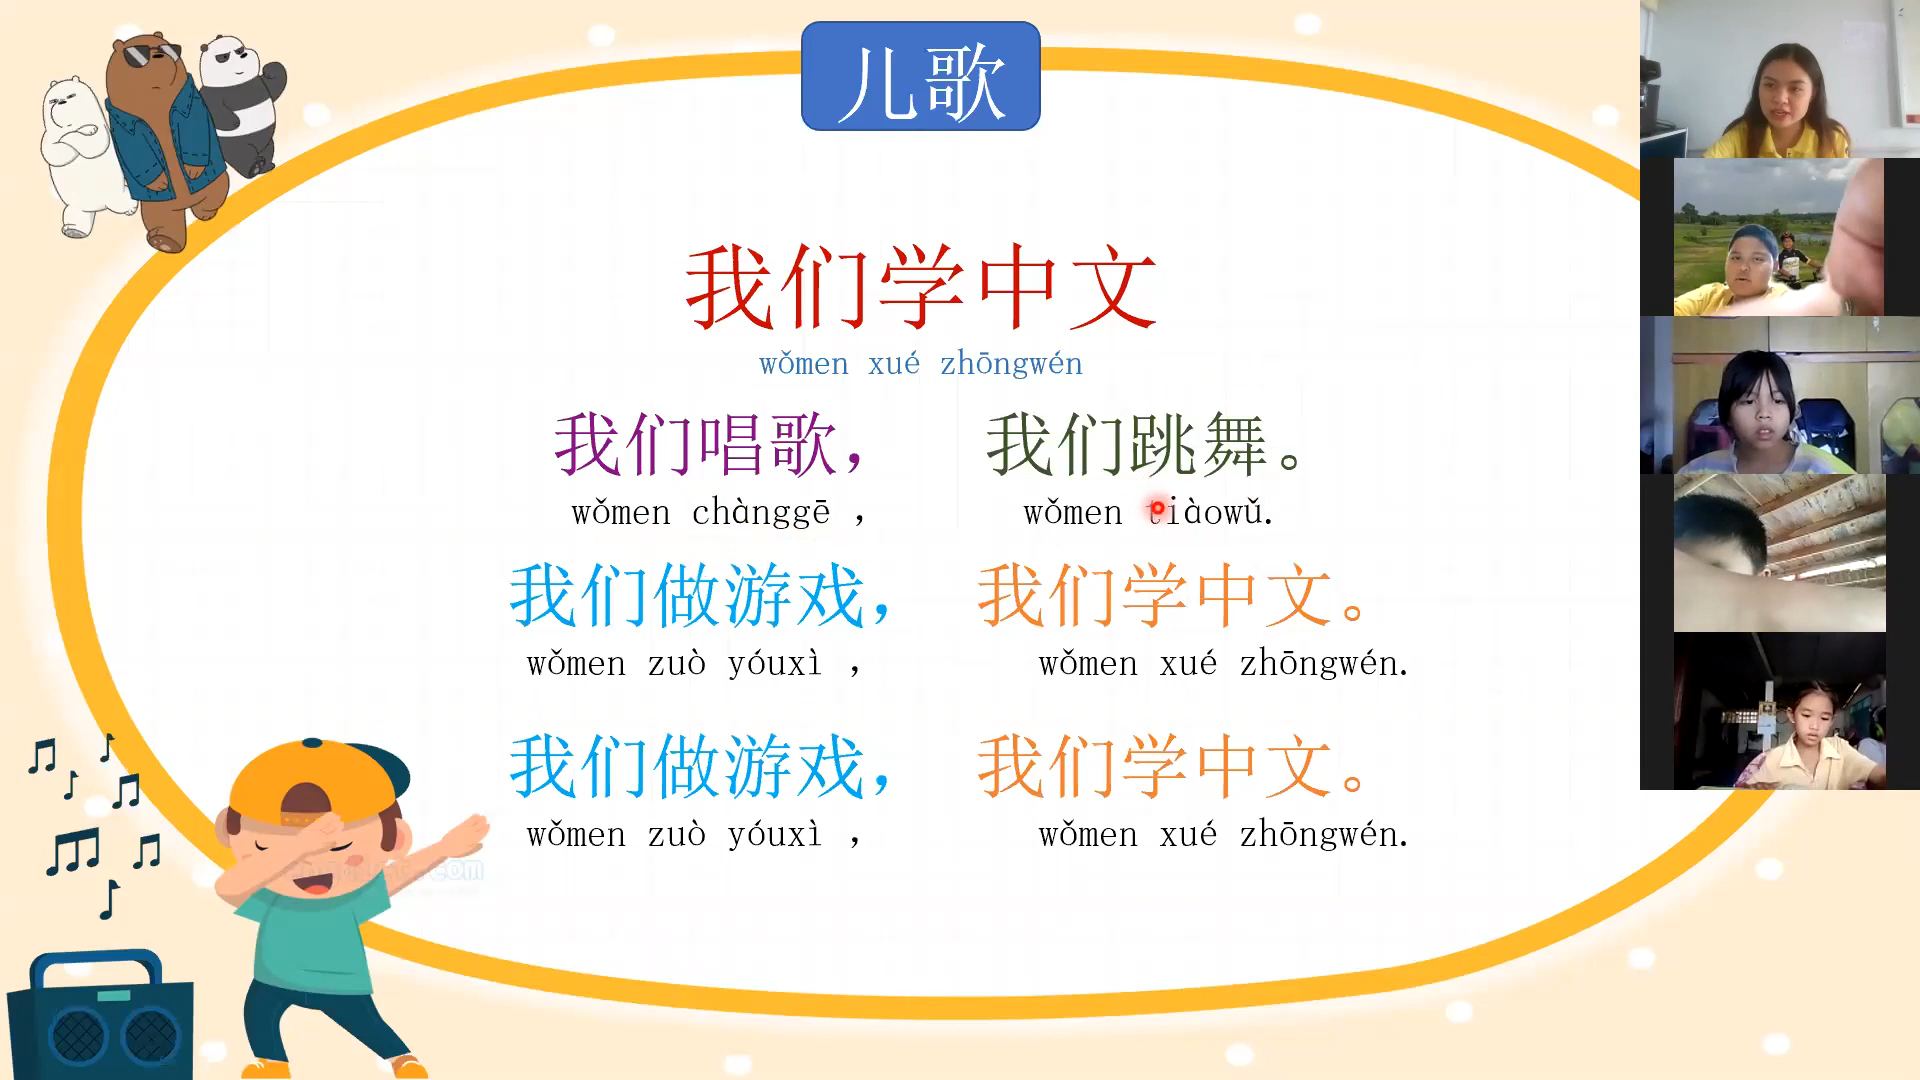 儿歌
我们学中文
wǒmen xué zhōngwén
我们唱歌， 我们跳舞。
wǒmen chànggē ， wǒmen tiàowǔ.
我们做游戏， 我们学中文。
wǒmen zuò yóuxì ， wǒmen xué zhōngwén.
我们做游戏， 我们学中文。
wǒmen zuò yóuxì ， wǒmen xué zhōngwén.